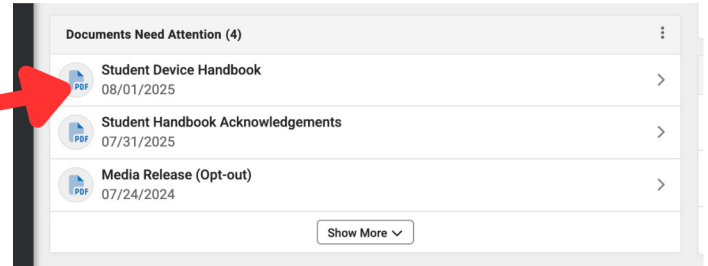 Documents Need Attention (4)
PDF
Student Device Handbook
08/01/2025
PDF
Student Handbook Acknowledgements
07/31/2025
PDF
Media Release (Opt-out)
07/24/2024
Show More